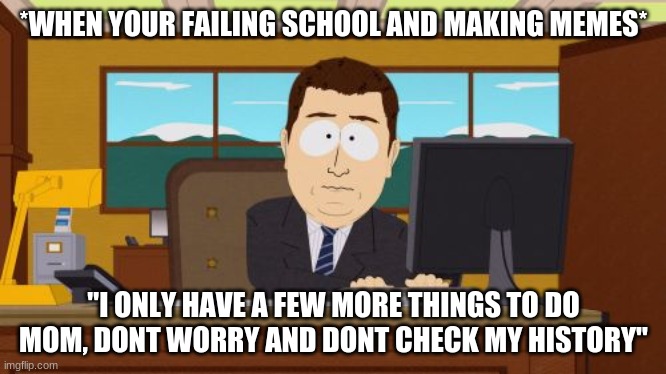 *WHEN YOUR FAILING SCHOOL AND MAKING MEMES*
"I ONLY HAVE A FEW MORE THINGS TO DO
MOM, DONT WORRY AND DONT CHECK MY HISTORY"
imgflip.com